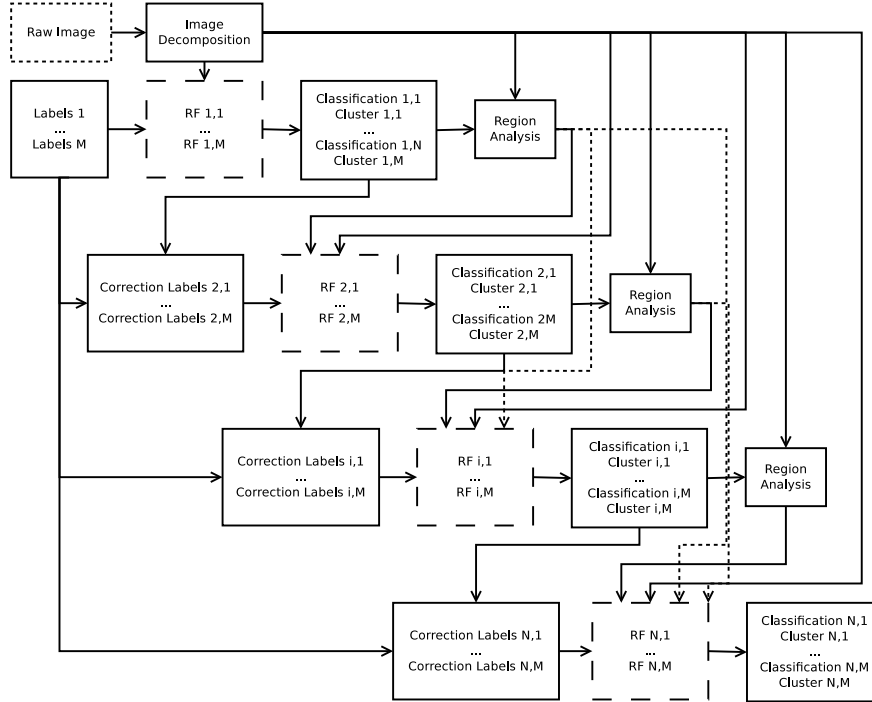 Raw Image
Image
Decomposition
Labels 1
...
Labels M
RF 1,1
...
RF 1,M
Classification 1,1
Cluster 1,1
...
Classification 1,N
Cluster 1,M
Region
Analysis
Correction Labels 2,1
...
Correction Labels 2,M
RF 2,1
...
RF 2,M
Classification 2,1
Cluster 2,1
...
Classification 2M
Cluster 2,M
Region
Analysis
Correction Labels i,1
...
Correction Labels i,M
RF i,1
...
RF i,M
Classification i,1
Cluster i,1
...
Classification i,M
Cluster i,M
Region
Analysis
Correction Labels N,1
...
Correction Labels N,M
RF N,1
...
RF N,M
Classification N,1
Cluster N,1
...
Classification N,M
Cluster N,M